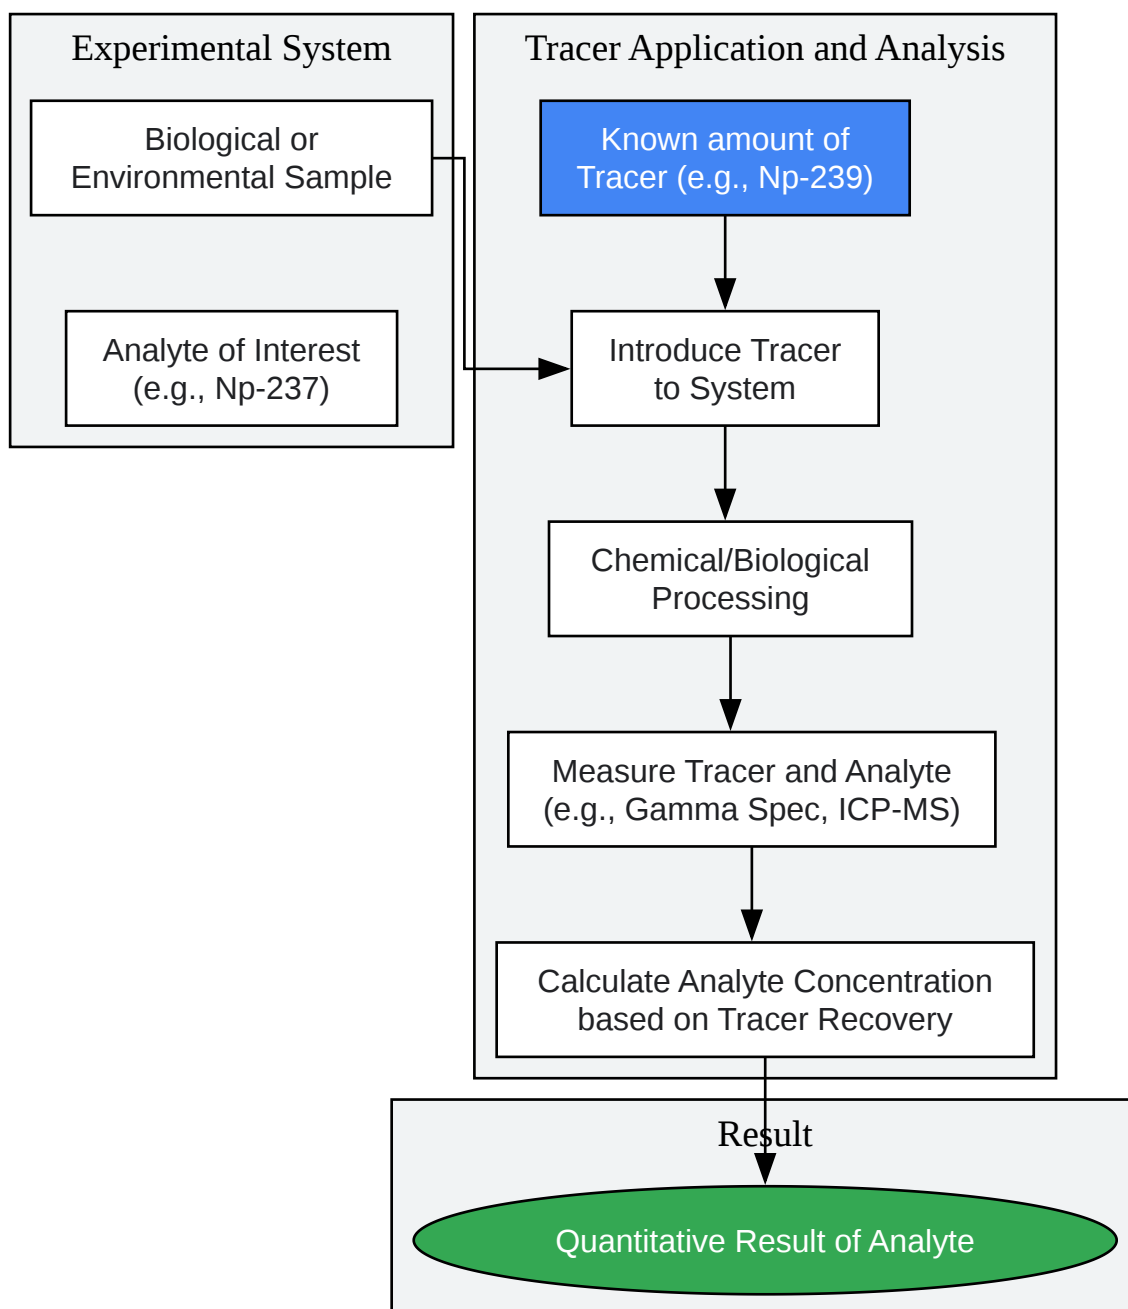 Experimental System
Biological or
Environmental Sample
Analyte of Interest
(e.g., Np-237)
Tracer Application and Analysis
Known amount of
Tracer (e.g., Np-239)
Introduce Tracer
to System
Chemical/Biological
Processing
Measure Tracer and Analyte
(e.g., Gamma Spec, ICP-MS)
Calculate Analyte Concentration
based on Tracer Recovery
Result
Quantitative Result of Analyte